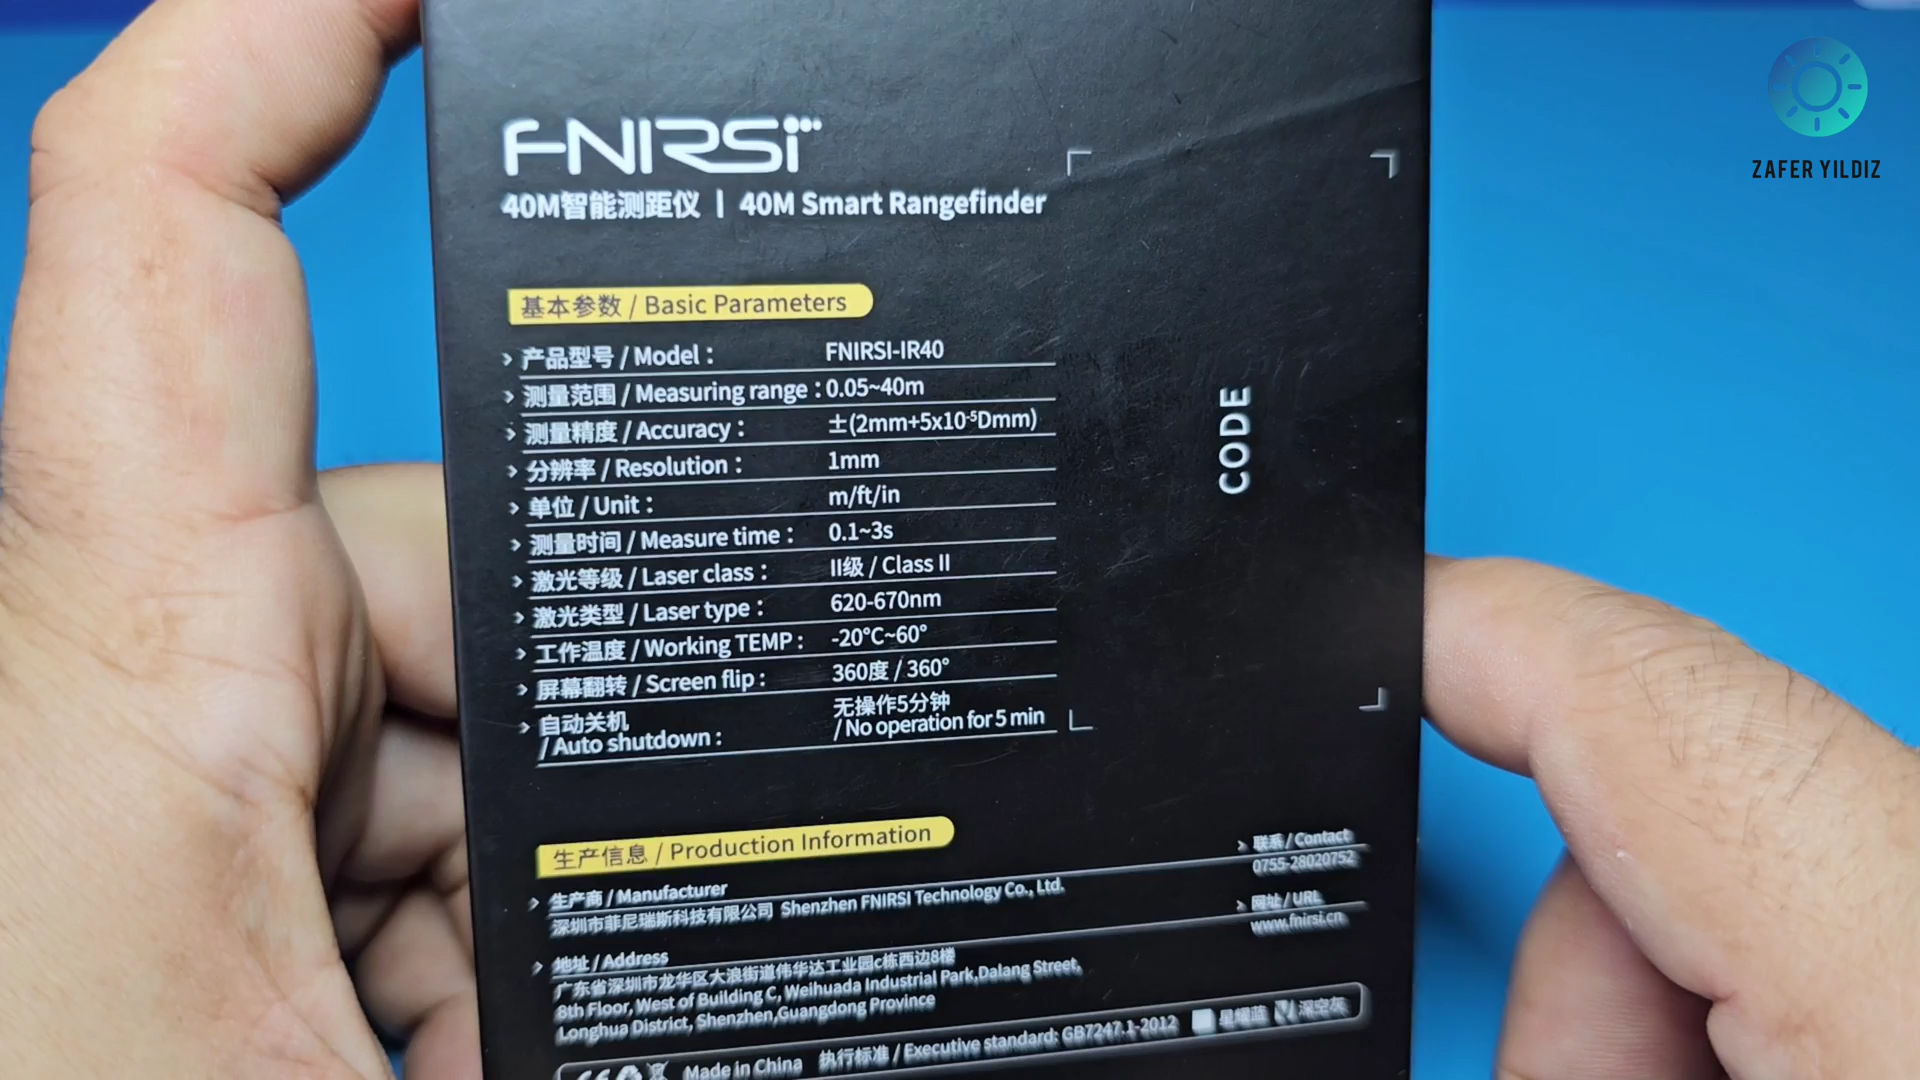 FNIRSI
ZAFER YILDIZ
40M智能测距仪 | 40M Smart Rangefinder
基本参数 / Basic Parameters
产品型号 / Model : FNIRSI-IR40
测量范围 / Measuring range : 0.05~40m
测量精度 / Accuracy : ±(2mm+5x10⁻⁵Dmm)
分辨率 / Resolution : 1mm
单位 / Unit : m/ft/in
测量时间 / Measure time : 0.1~3s
激光等级 / Laser class : II级 / Class II
激光类型 / Laser type : 620-670nm
工作温度 / Working TEMP : -20°C~60°
屏幕翻转 / Screen flip : 360度 / 360°
自动关机 无操作5分钟
/ Auto shutdown : / No operation for 5 min
CODE
生产信息 / Production Information
生产商 / Manufacturer
深圳市菲尼瑞斯科技有限公司 Shenzhen FNIRSI Technology Co., Ltd.
联系 / Contact
0755-28020752
网址 / URL
www.fnirsi.cn
地址 / Address
广东省深圳市龙华区大浪街道伟华达工业园c栋西边8楼
8th Floor, West of Building C, Weihuada Industrial Park,Dalang Street,
Longhua District, Shenzhen,Guangdong Province
CE Made in China 执行标准 / Executive standard: GB7247.1-2012 星耀蓝 深空灰